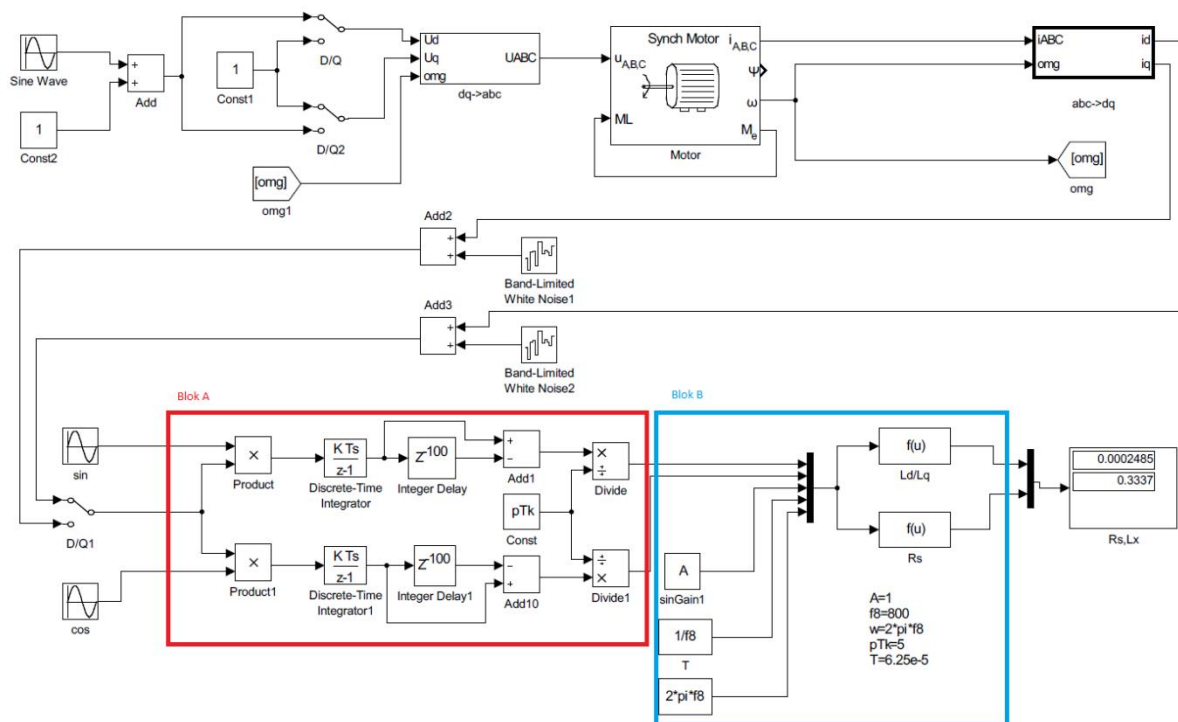 Sine Wave
+
+
Add
1
Const2
D/Q
1
Const1
D/Q2
[omg]
omg1
Ud
Uq
omg
UABC
dq->abc
Synch Motor
u A,B,C
ML
i A,B,C
Ψ
ω
M e
Motor
iABC
omg
id
iq
abc->dq
[omg]
omg
Add2
+
+
Band-Limited
White Noise1
Add3
+
+
Band-Limited
White Noise2
Blok A
Blok B
sin
D/Q1
cos
×
Product
K Ts
z-1
Discrete-Time
Integrator
Z-100
Integer Delay
+
−
Add1
×
÷
Divide
pTk
Const
×
Product1
K Ts
z-1
Discrete-Time
Integrator1
Z-100
Integer Delay1
−
+
Add10
÷
×
Divide1
A
sinGain1
1/f8
T
2*pi*f8
f(u)
Ld/Lq
f(u)
Rs
A=1
f8=800
w=2*pi*f8
pTk=5
T=6.25e-5
0.0002485
0.3337
Rs,Lx